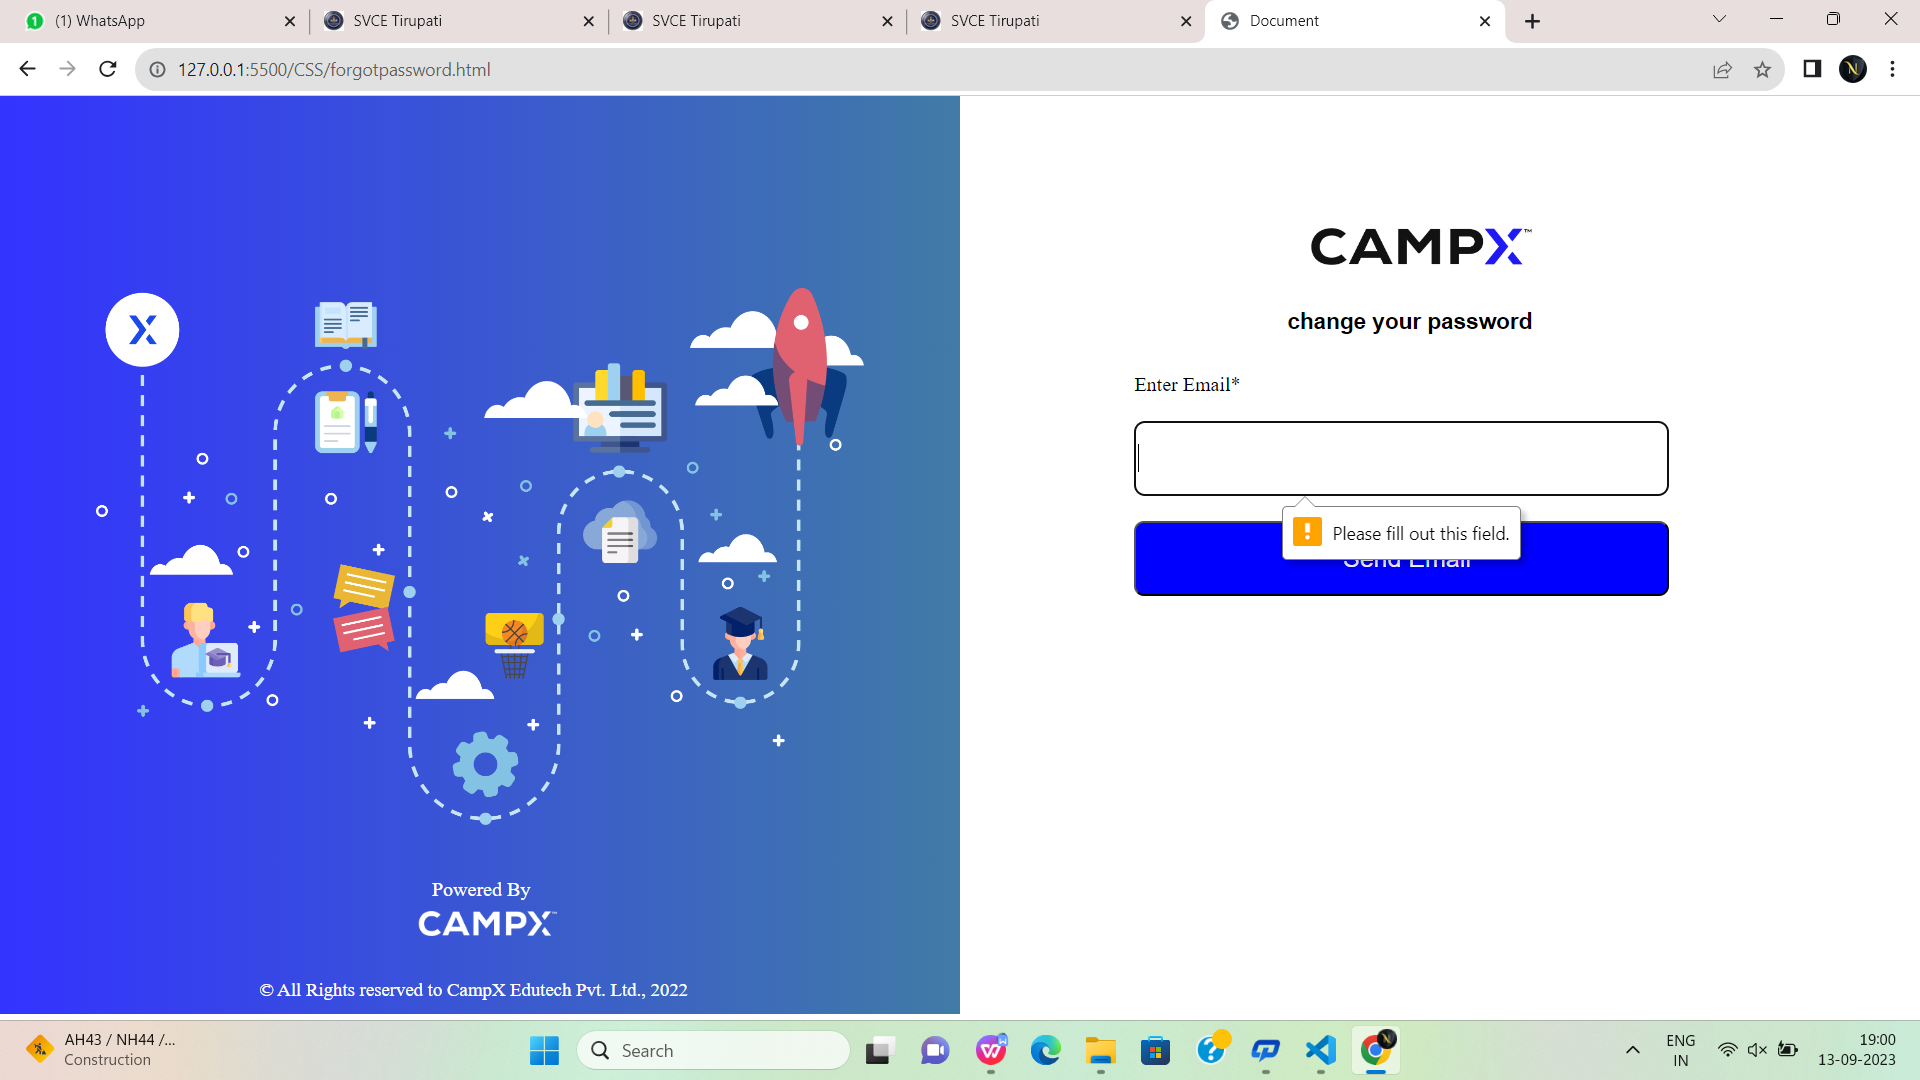 (1) WhatsApp
SVCE Tirupati
SVCE Tirupati
SVCE Tirupati
Document
127.0.0.1:5500/CSS/forgotpassword.html
N
X
CAMPX™
change your password
Enter Email*
Please fill out this field.
Send Email
Powered By
CAMPX™
© All Rights reserved to CampX Edutech Pvt. Ltd., 2022
AH43 / NH44 /...
Construction
Search
ENG
IN
19:00
13-09-2023